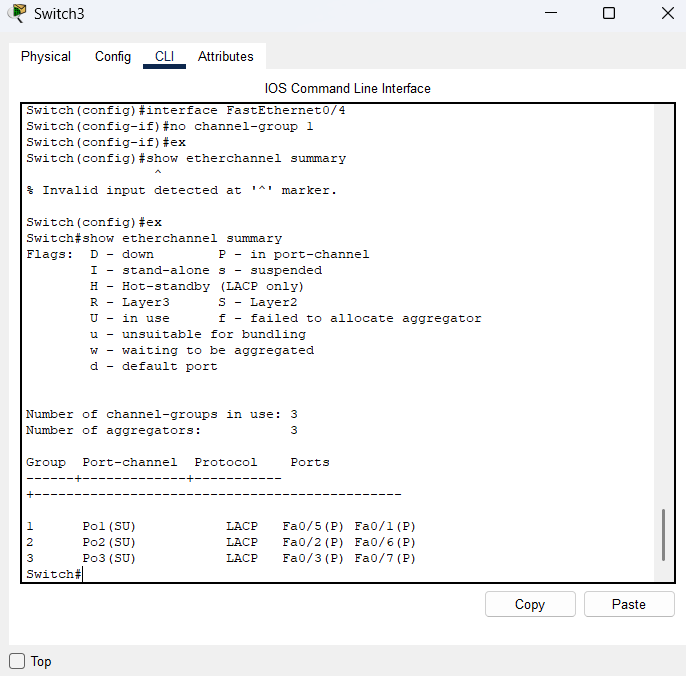 Switch3
Physical Config CLI Attributes
IOS Command Line Interface
Switch(config)#interface FastEthernet0/4
Switch(config-if)#no channel-group 1
Switch(config-if)#ex
Switch(config)#show etherchannel summary
^
% Invalid input detected at '^' marker.
Switch(config)#ex
Switch#show etherchannel summary
Flags:  D - down        P - in port-channel
I - stand-alone s - suspended
H - Hot-standby (LACP only)
R - Layer3      S - Layer2
U - in use      f - failed to allocate aggregator
u - unsuitable for bundling
w - waiting to be aggregated
d - default port
Number of channel-groups in use: 3
Number of aggregators:           3
Group  Port-channel  Protocol    Ports
------+-------------+-----------
+----------------------------------------------
1      Po1(SU)           LACP   Fa0/5(P) Fa0/1(P)
2      Po2(SU)           LACP   Fa0/2(P) Fa0/6(P)
3      Po3(SU)           LACP   Fa0/3(P) Fa0/7(P)
Switch#
Copy Paste
Top